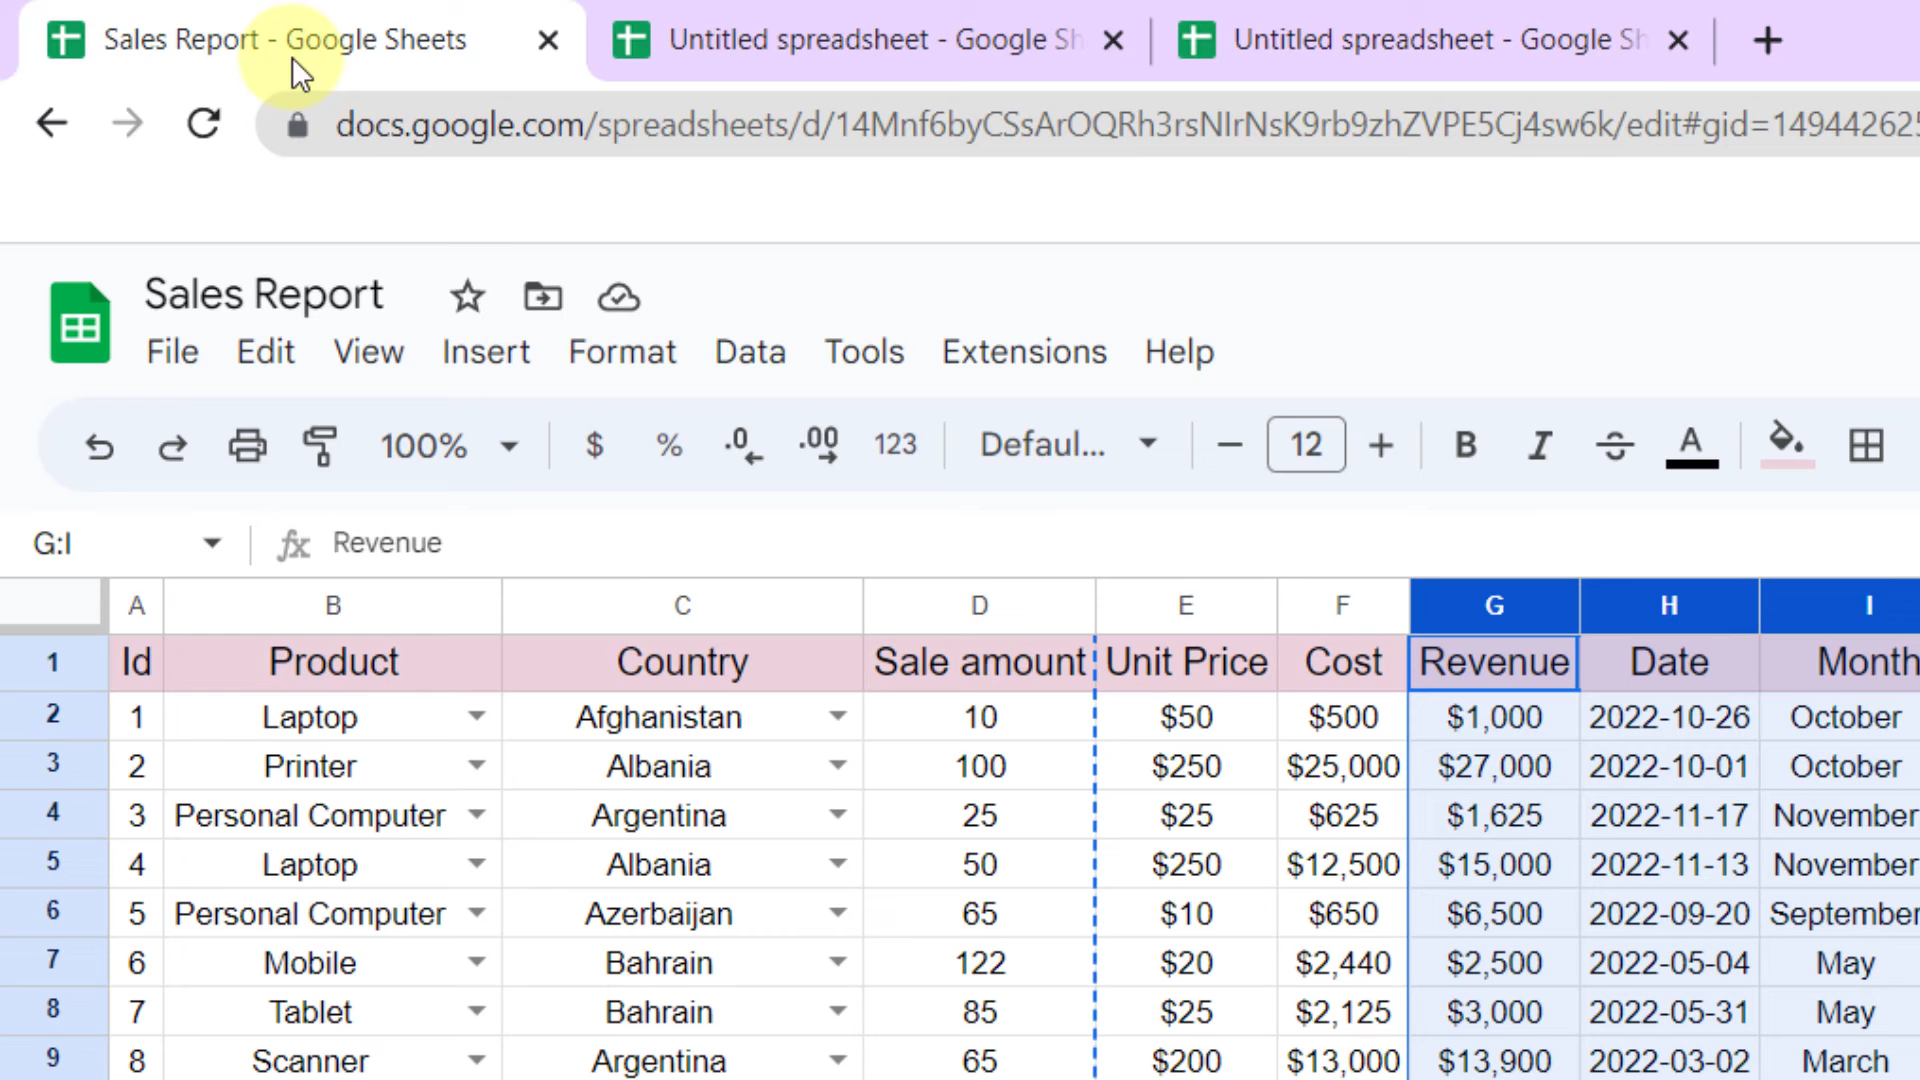 Sales Report - Google Sheets Untitled spreadsheet - Google Sh Untitled spreadsheet - Google Sh
docs.google.com/spreadsheets/d/14Mnf6byCSsArOQRh3rsNIrNsK9rb9zhZVPE5Cj4sw6k/edit#gid=149442625
Sales Report
File Edit View Insert Format Data Tools Extensions Help
100% $ % .0 .00 123 Defaul... 12 B I A
G:I fx Revenue
A B C D E F G H I
1 Id Product Country Sale amount Unit Price Cost Revenue Date Month
2 1 Laptop Afghanistan 10 $50 $500 $1,000 2022-10-26 October
3 2 Printer Albania 100 $250 $25,000 $27,000 2022-10-01 October
4 3 Personal Computer Argentina 25 $25 $625 $1,625 2022-11-17 November
5 4 Laptop Albania 50 $250 $12,500 $15,000 2022-11-13 November
6 5 Personal Computer Azerbaijan 65 $10 $650 $6,500 2022-09-20 September
7 6 Mobile Bahrain 122 $20 $2,440 $2,500 2022-05-04 May
8 7 Tablet Bahrain 85 $25 $2,125 $3,000 2022-05-31 May
9 8 Scanner Argentina 65 $200 $13,000 $13,900 2022-03-02 March